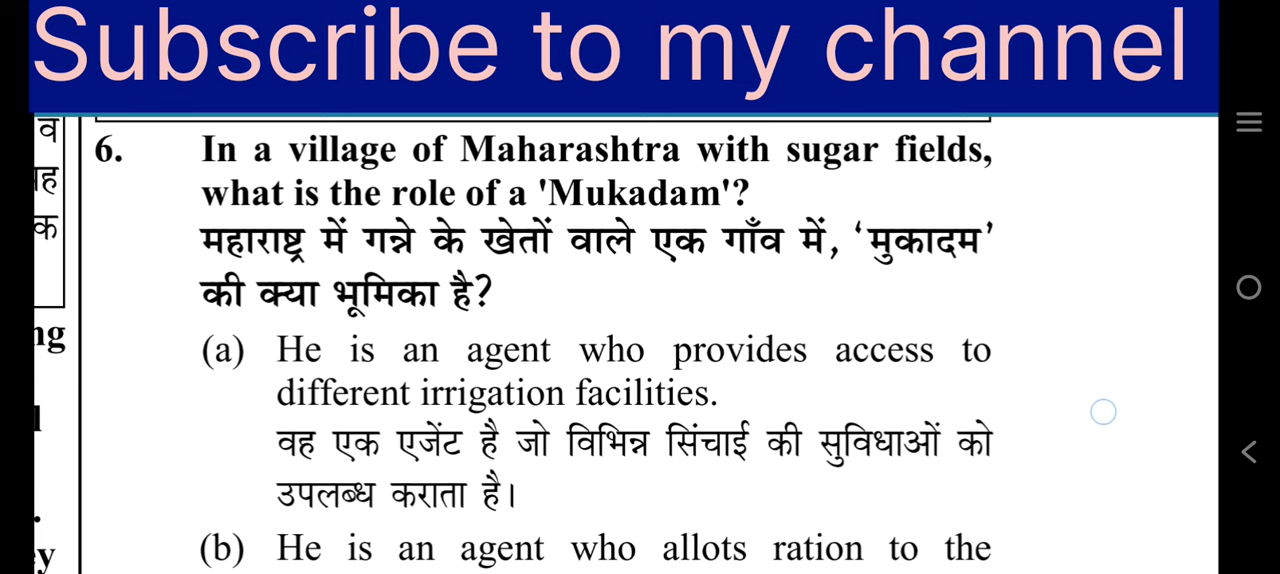 Subscribe to my channel
व
6. In a village of Maharashtra with sugar fields,
ह
what is the role of a 'Mukadam'?
क
महाराष्ट्र में गन्ने के खेतों वाले एक गाँव में, ‘मुकादम’
की क्या भूमिका है?
ng
(a) He is an agent who provides access to
different irrigation facilities.
वह एक एजेंट है जो विभिन्न सिंचाई की सुविधाओं को
उपलब्ध कराता है।
(b) He is an agent who allots ration to the